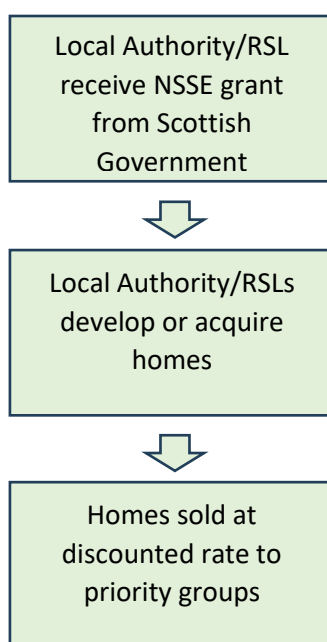 Local Authority/RSL
receive NSSE grant
from Scottish
Government
Local Authority/RSLs
develop or acquire
homes
Homes sold at
discounted rate to
priority groups